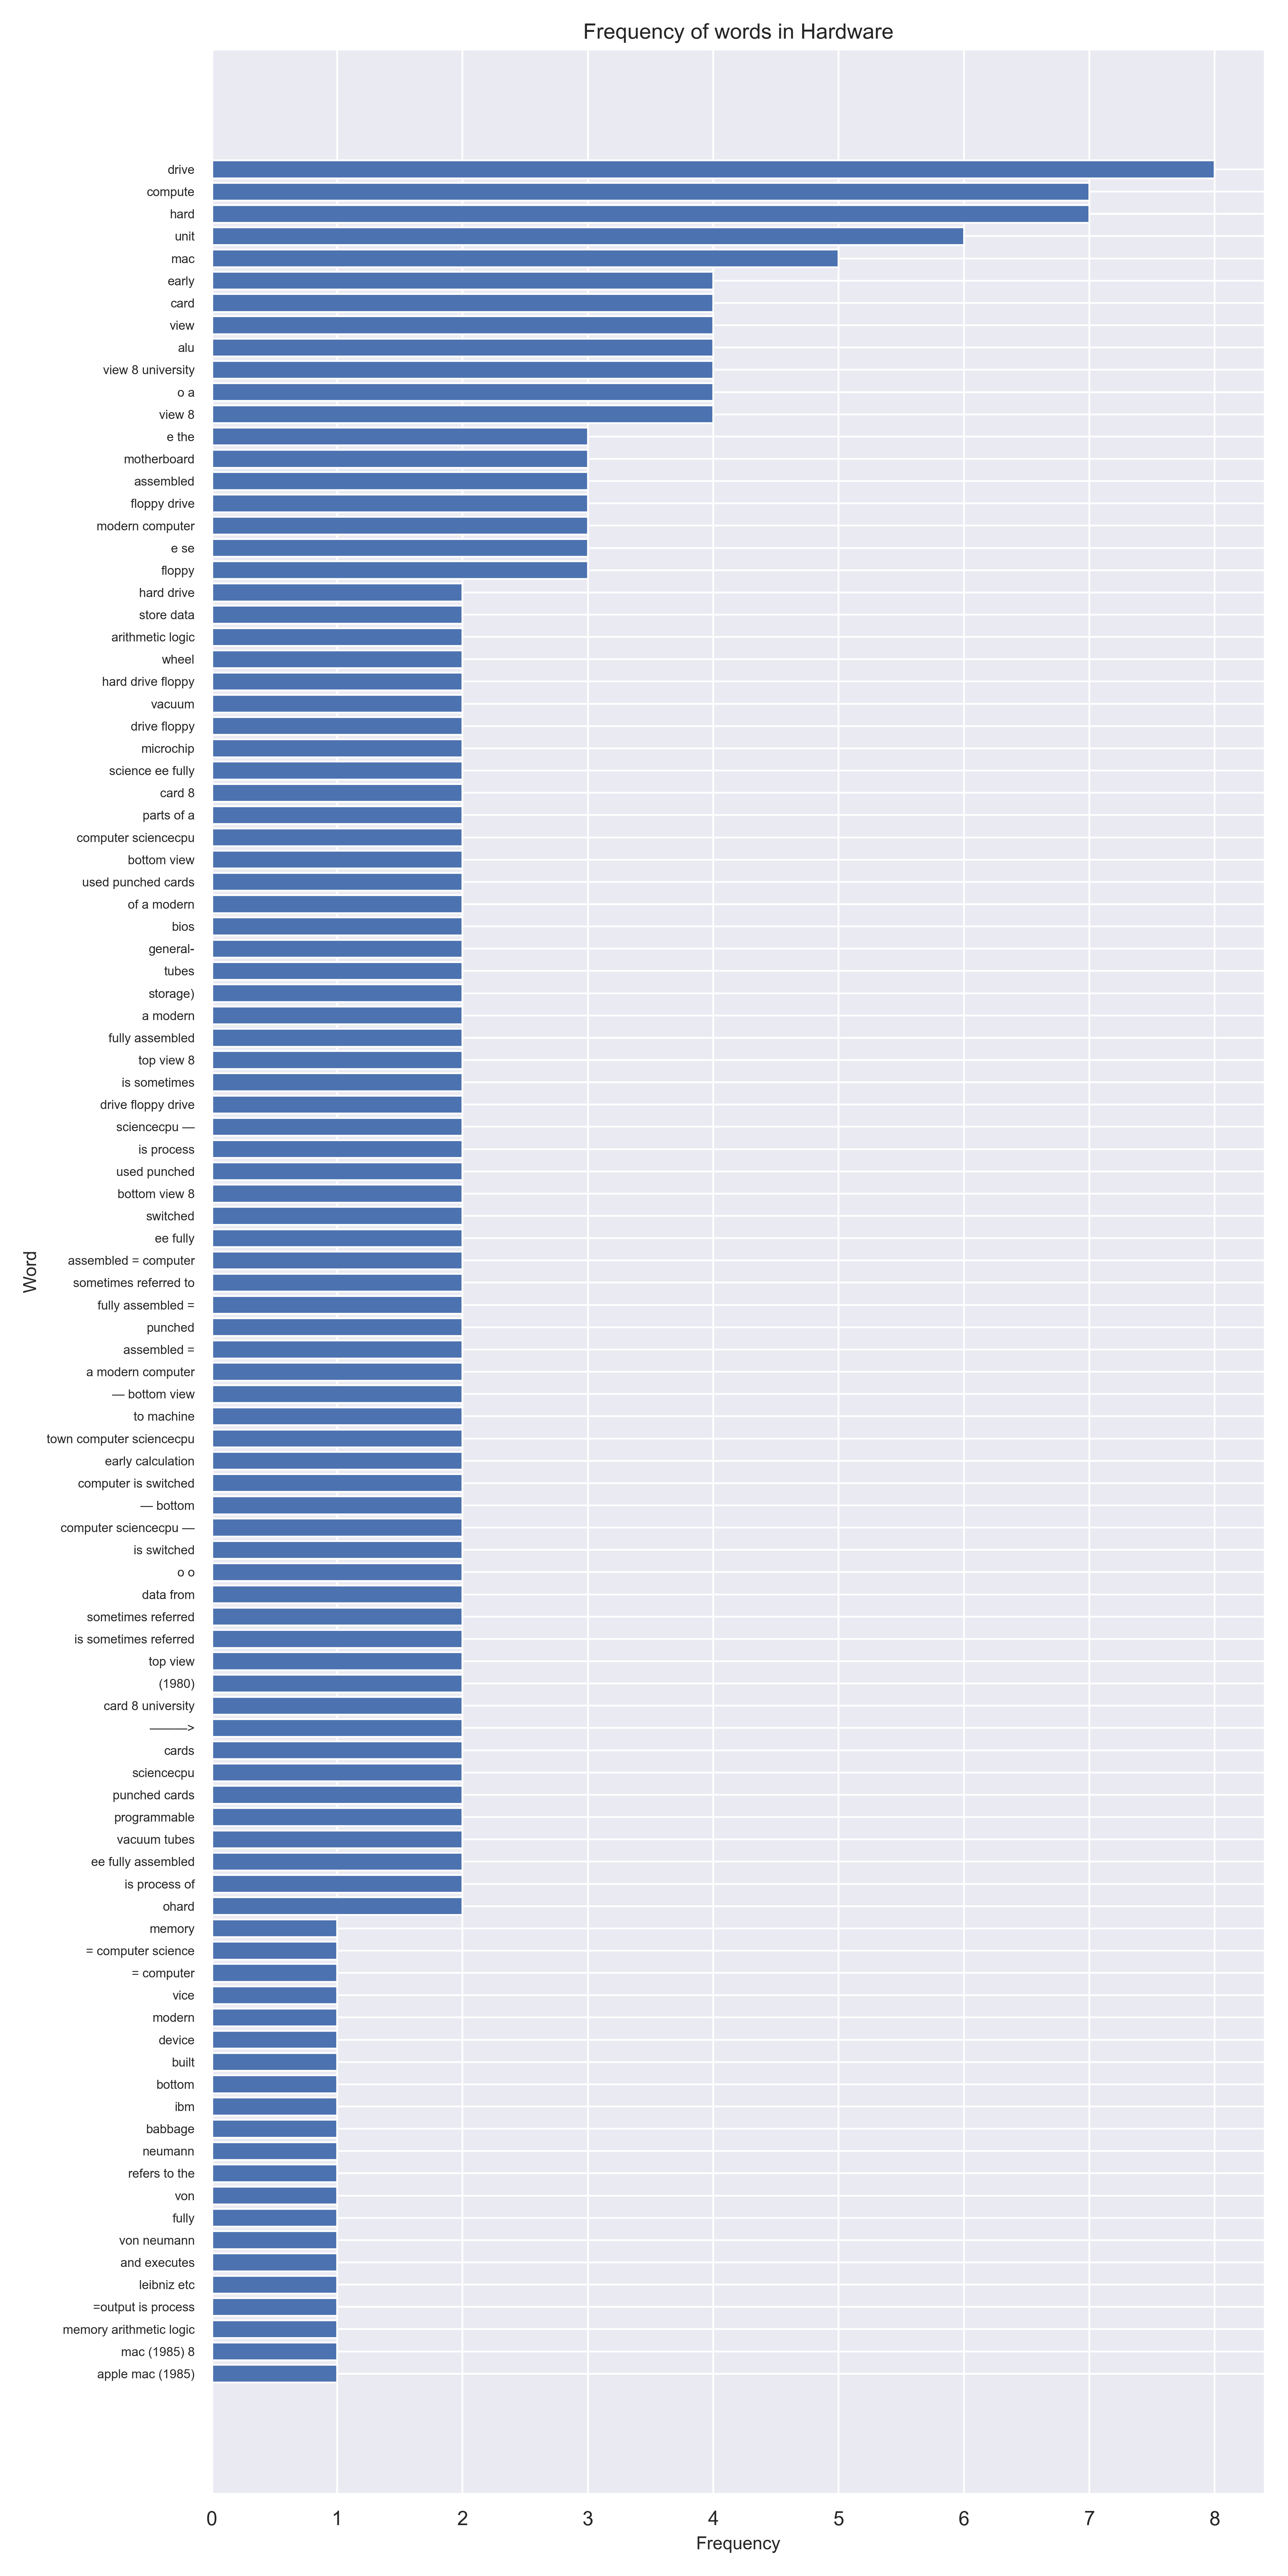 Frequency of words in Hardware
drive
compute
hard
unit
mac
early
card
view
alu
view 8 university
o a
view 8
e the
motherboard
assembled
floppy drive
modern computer
e se
floppy
hard drive
store data
arithmetic logic
wheel
hard drive floppy
vacuum
drive floppy
microchip
science ee fully
card 8
parts of a
computer sciencecpu
bottom view
used punched cards
of a modern
bios
general-
tubes
storage)
a modern
fully assembled
top view 8
is sometimes
drive floppy drive
sciencecpu —
is process
used punched
bottom view 8
switched
ee fully
assembled = computer
sometimes referred to
fully assembled =
punched
assembled =
a modern computer
— bottom view
to machine
town computer sciencecpu
early calculation
computer is switched
— bottom
computer sciencecpu —
is switched
o o
data from
sometimes referred
is sometimes referred
top view
(1980)
card 8 university
———>
cards
sciencecpu
punched cards
programmable
vacuum tubes
ee fully assembled
is process of
ohard
memory
= computer science
= computer
vice
modern
device
built
bottom
ibm
babbage
neumann
refers to the
von
fully
von neumann
and executes
leibniz etc
=output is process
memory arithmetic logic
mac (1985) 8
apple mac (1985)
Word
0 1 2 3 4 5 6 7 8
Frequency